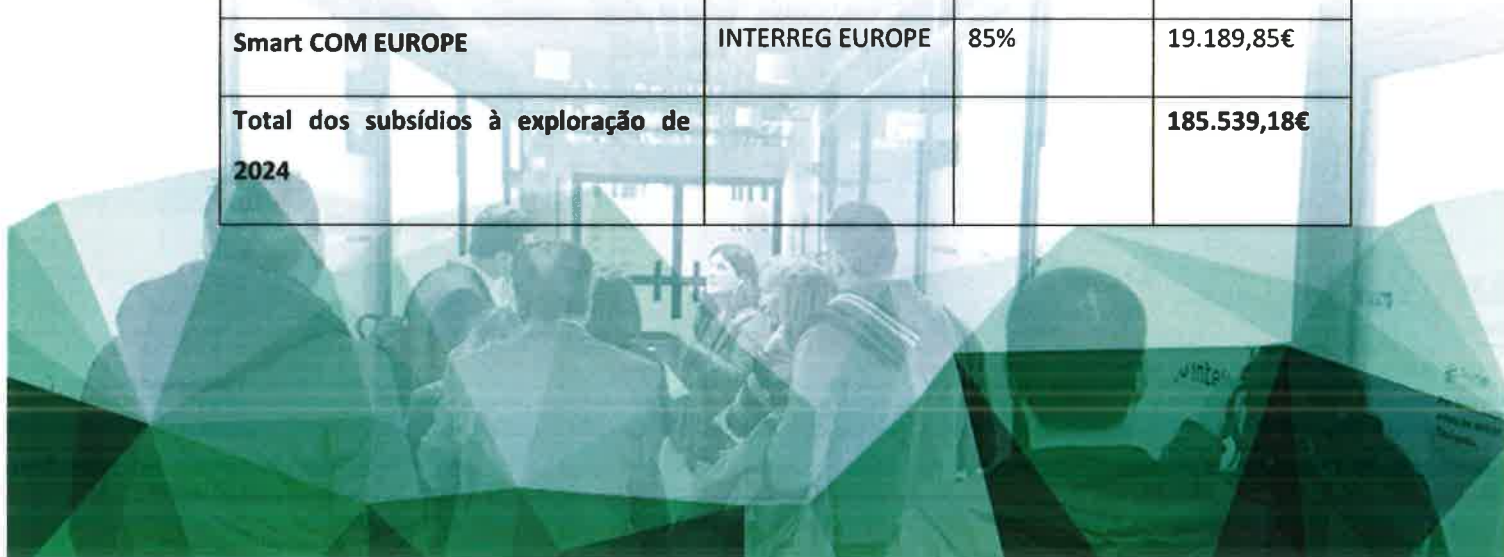 Smart COM EUROPE INTERREG EUROPE 85% 19.189,85€
Total dos subsídios à exploração de 185.539,18€
2024